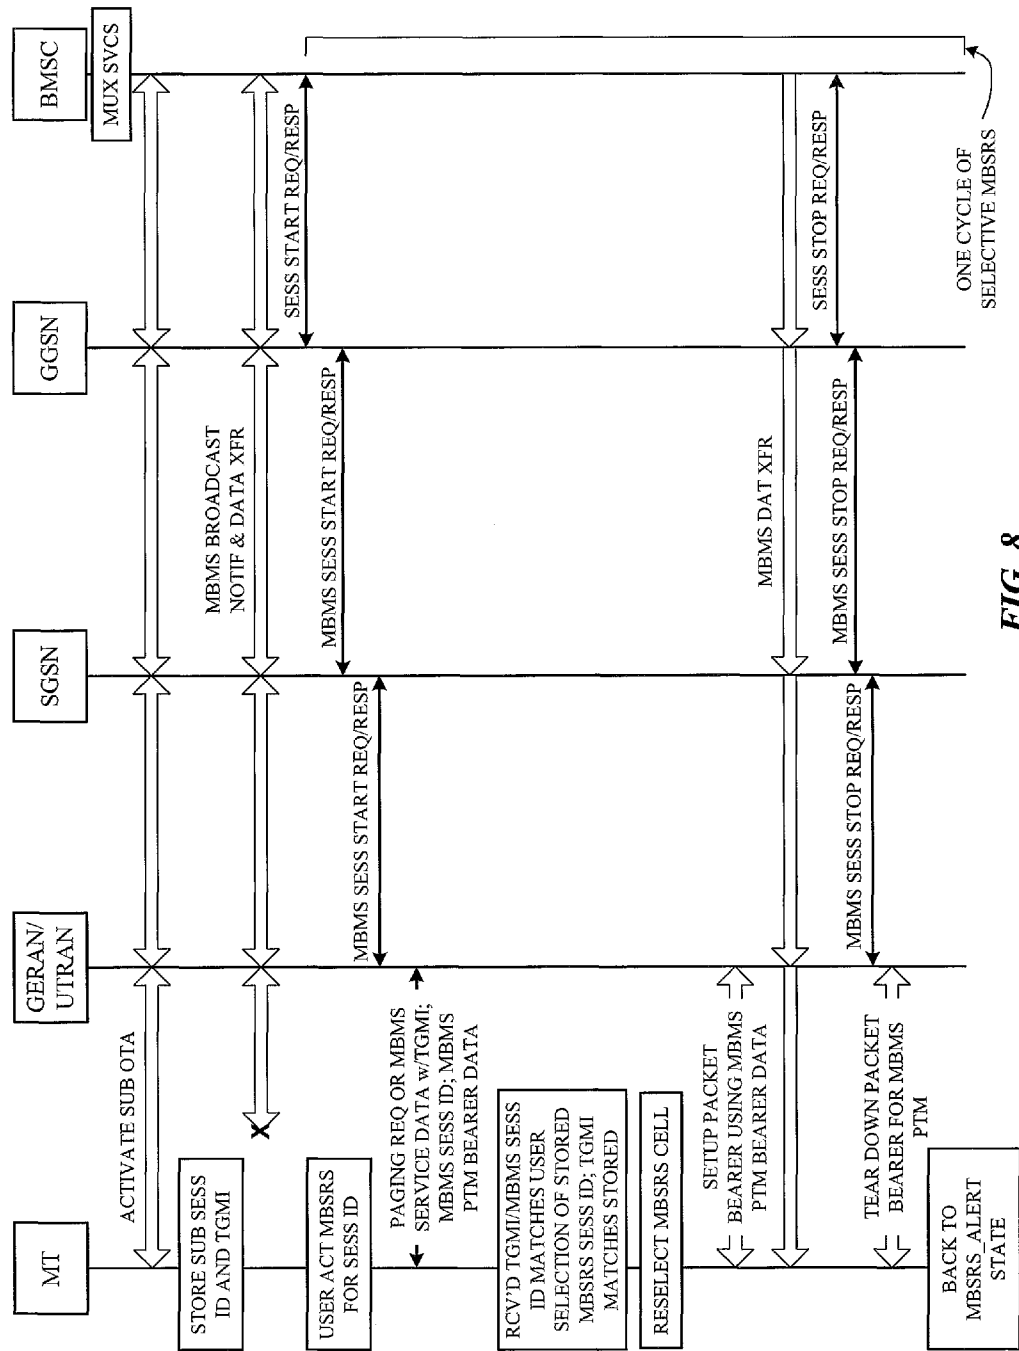 MT
GERAN/
UTRAN
SGSN
GGSN
BMSC
MUX SVCS
ACTIVATE SUB OTA
STORE SUB SESS
ID AND TGMI
MBMS BROADCAST
NOTIF & DATA XFR
X
USER ACT MBSRS
FOR SESS ID
SESS START REQ/RESP
MBMS SESS START REQ/RESP
MBMS SESS START REQ/RESP
PAGING REQ OR MBMS
SERVICE DATA w/TGMI;
MBMS SESS ID; MBMS
PTM BEARER DATA
RCV'D TGMI/MBMS SESS
ID MATCHES USER
SELECTION OF STORED
MBSRS SESS ID; TGMI
MATCHES STORED
RESELECT MBSRS CELL
SETUP PACKET
BEARER USING MBMS
PTM BEARER DATA
MBMS DAT XFR
SESS STOP REQ/RESP
MBMS SESS STOP REQ/RESP
MBMS SESS STOP REQ/RESP
TEAR DOWN PACKET
BEARER FOR MBMS
PTM
BACK TO
MBSRS_ALERT
STATE
ONE CYCLE OF
SELECTIVE MBSRS
FIG. 8